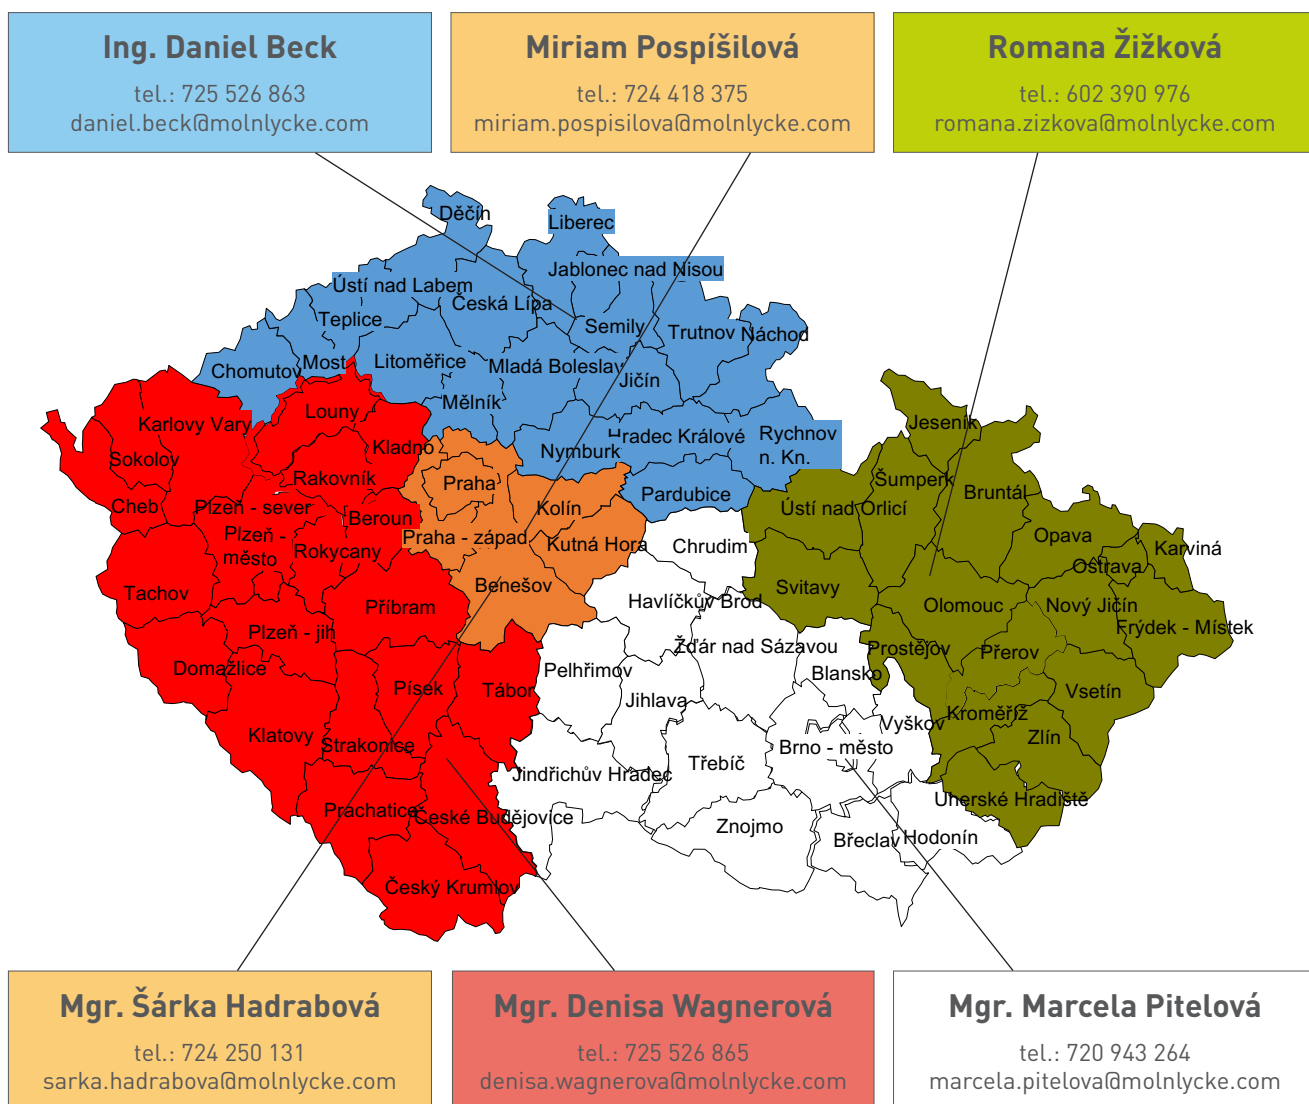 Ing. Daniel Beck
tel.: 725 526 863
daniel.beck@molnlycke.com
Miriam Pospíšilová
tel.: 724 418 375
miriam.pospisilova@molnlycke.com
Romana Žižková
tel.: 602 390 976
romana.zizkova@molnlycke.com
Děčín
Liberec
Jablonec nad Nisou
Ústí nad Labem
Česká Lípa
Teplice
Semily
Trutnov
Náchod
Most
Litoměřice
Mladá Boleslav
Chomutov
Jičín
Mělník
Louny
Karlovy Vary
Kladno
Nymburk
Hradec Králové
Rychnov
n. Kn.
Jeseník
Sokolov
Rakovník
Praha
Šumperk
Bruntál
Cheb
Plzeň - sever
Beroun
Kolín
Pardubice
Ústí nad Orlicí
Opava
Plzeň -
město
Rokycany
Praha - západ
Kutná Hora
Chrudim
Karviná
Ostrava
Tachov
Příbram
Benešov
Havlíčkův Brod
Svitavy
Olomouc
Nový Jičín
Frýdek - Místek
Plzeň - jih
Žďár nad Sázavou
Prostějov
Přerov
Domažlice
Písek
Tábor
Pelhřimov
Jihlava
Blansko
Vsetín
Klatovy
Strakonice
Vyškov
Kroměříž
Zlín
Jindřichův Hradec
Třebíč
Brno - město
Prachatice
České Budějovice
Uherské Hradiště
Znojmo
Břeclav
Hodonín
Český Krumlov
Mgr. Šárka Hadrabová
tel.: 724 250 131
sarka.hadrabova@molnlycke.com
Mgr. Denisa Wagnerová
tel.: 725 526 865
denisa.wagnerova@molnlycke.com
Mgr. Marcela Pitelová
tel.: 720 943 264
marcela.pitelova@molnlycke.com